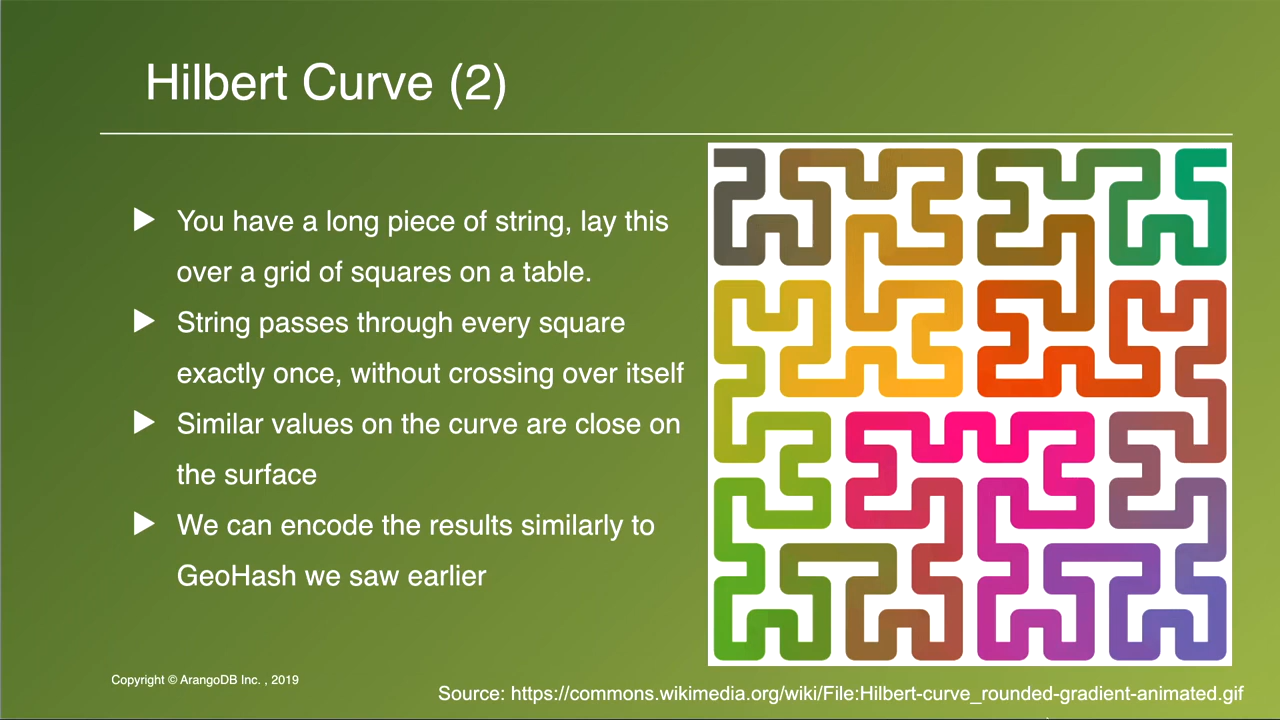 Hilbert Curve (2)
You have a long piece of string, lay this
over a grid of squares on a table.
String passes through every square
exactly once, without crossing over itself
Similar values on the curve are close on
the surface
We can encode the results similarly to
GeoHash we saw earlier
Copyright © ArangoDB Inc. , 2019
Source: https://commons.wikimedia.org/wiki/File:Hilbert-curve_rounded-gradient-animated.gif